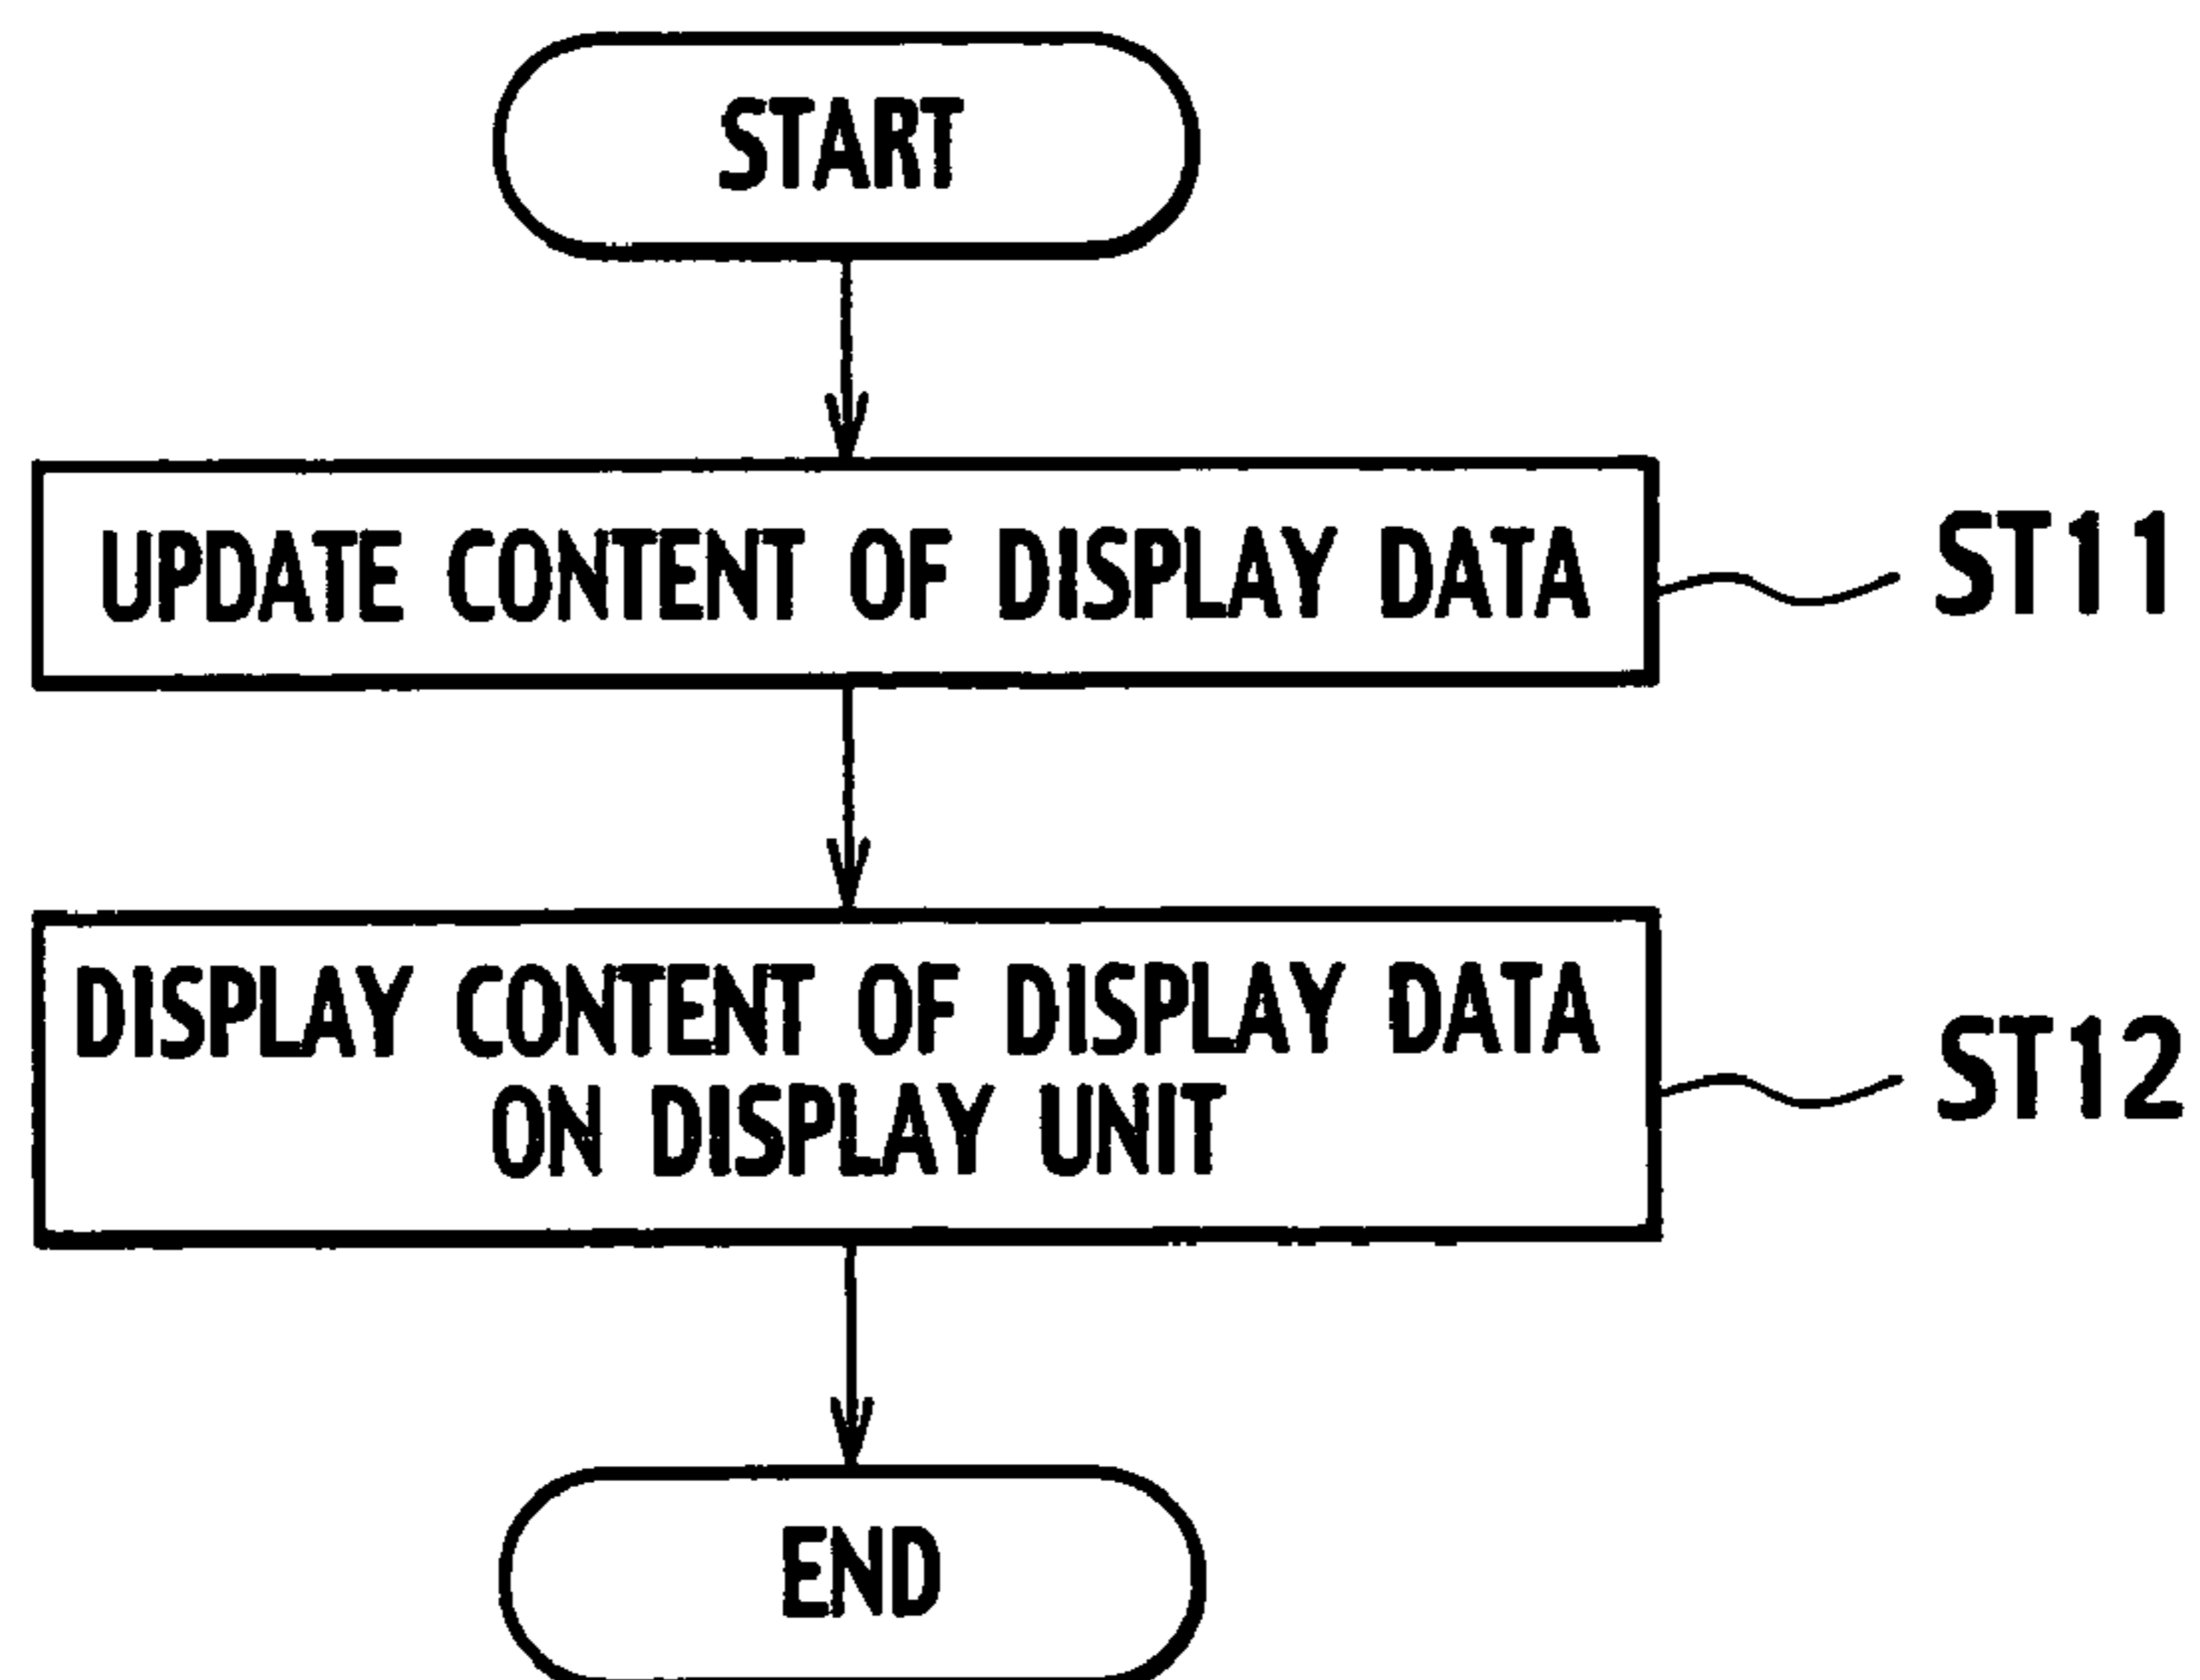 START
UPDATE CONTENT OF DISPLAY DATA
ST11
DISPLAY CONTENT OF DISPLAY DATA
ON DISPLAY UNIT
ST12
END